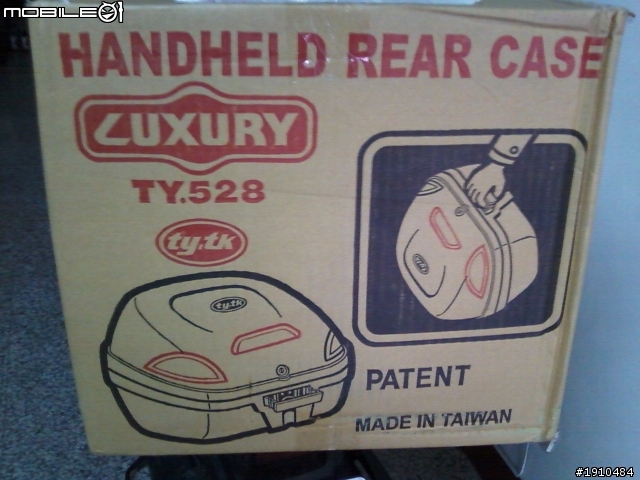 MOBILE01
HANDHELD REAR CASE
LUXURY
TY.528
ty.tk
ty.tk
PATENT
MADE IN TAIWAN
#1910484